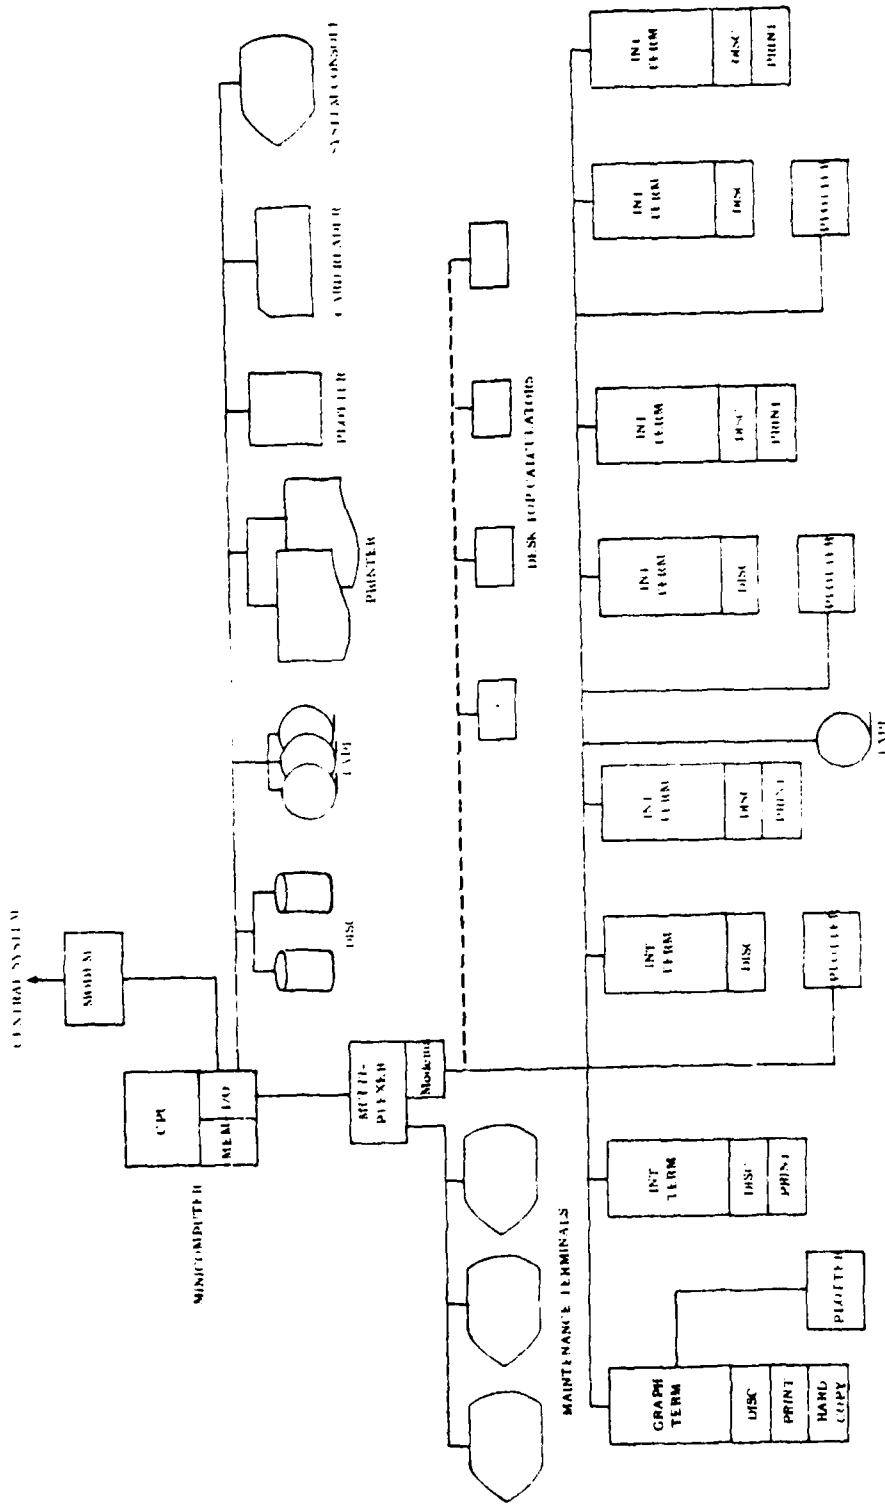 CENTRAL SYSTEM
MODEM
CPU
MEM I/O
MINICOMPUTER
DISC
TAPE
PRINTER
PLOTTER
CARD READER
SYSTEM CONSOLE
MULTI-
PLEXER
Modems
MAINTENANCE TERMINALS
DESK TOP CALCULATORS
GRAPH
TERM
DISC
PRINT
HARD
COPY
PLOTTER
INT
TERM
DISC
PRINT
INT
TERM
DISC
PLOTTER
INT
TERM
DISC
PRINT
TAPE
INT
TERM
DISC
PLOTTER
INT
TERM
DISC
PRINT
INT
TERM
DISC
PLOTTER
INT
TERM
DISC
PRINT